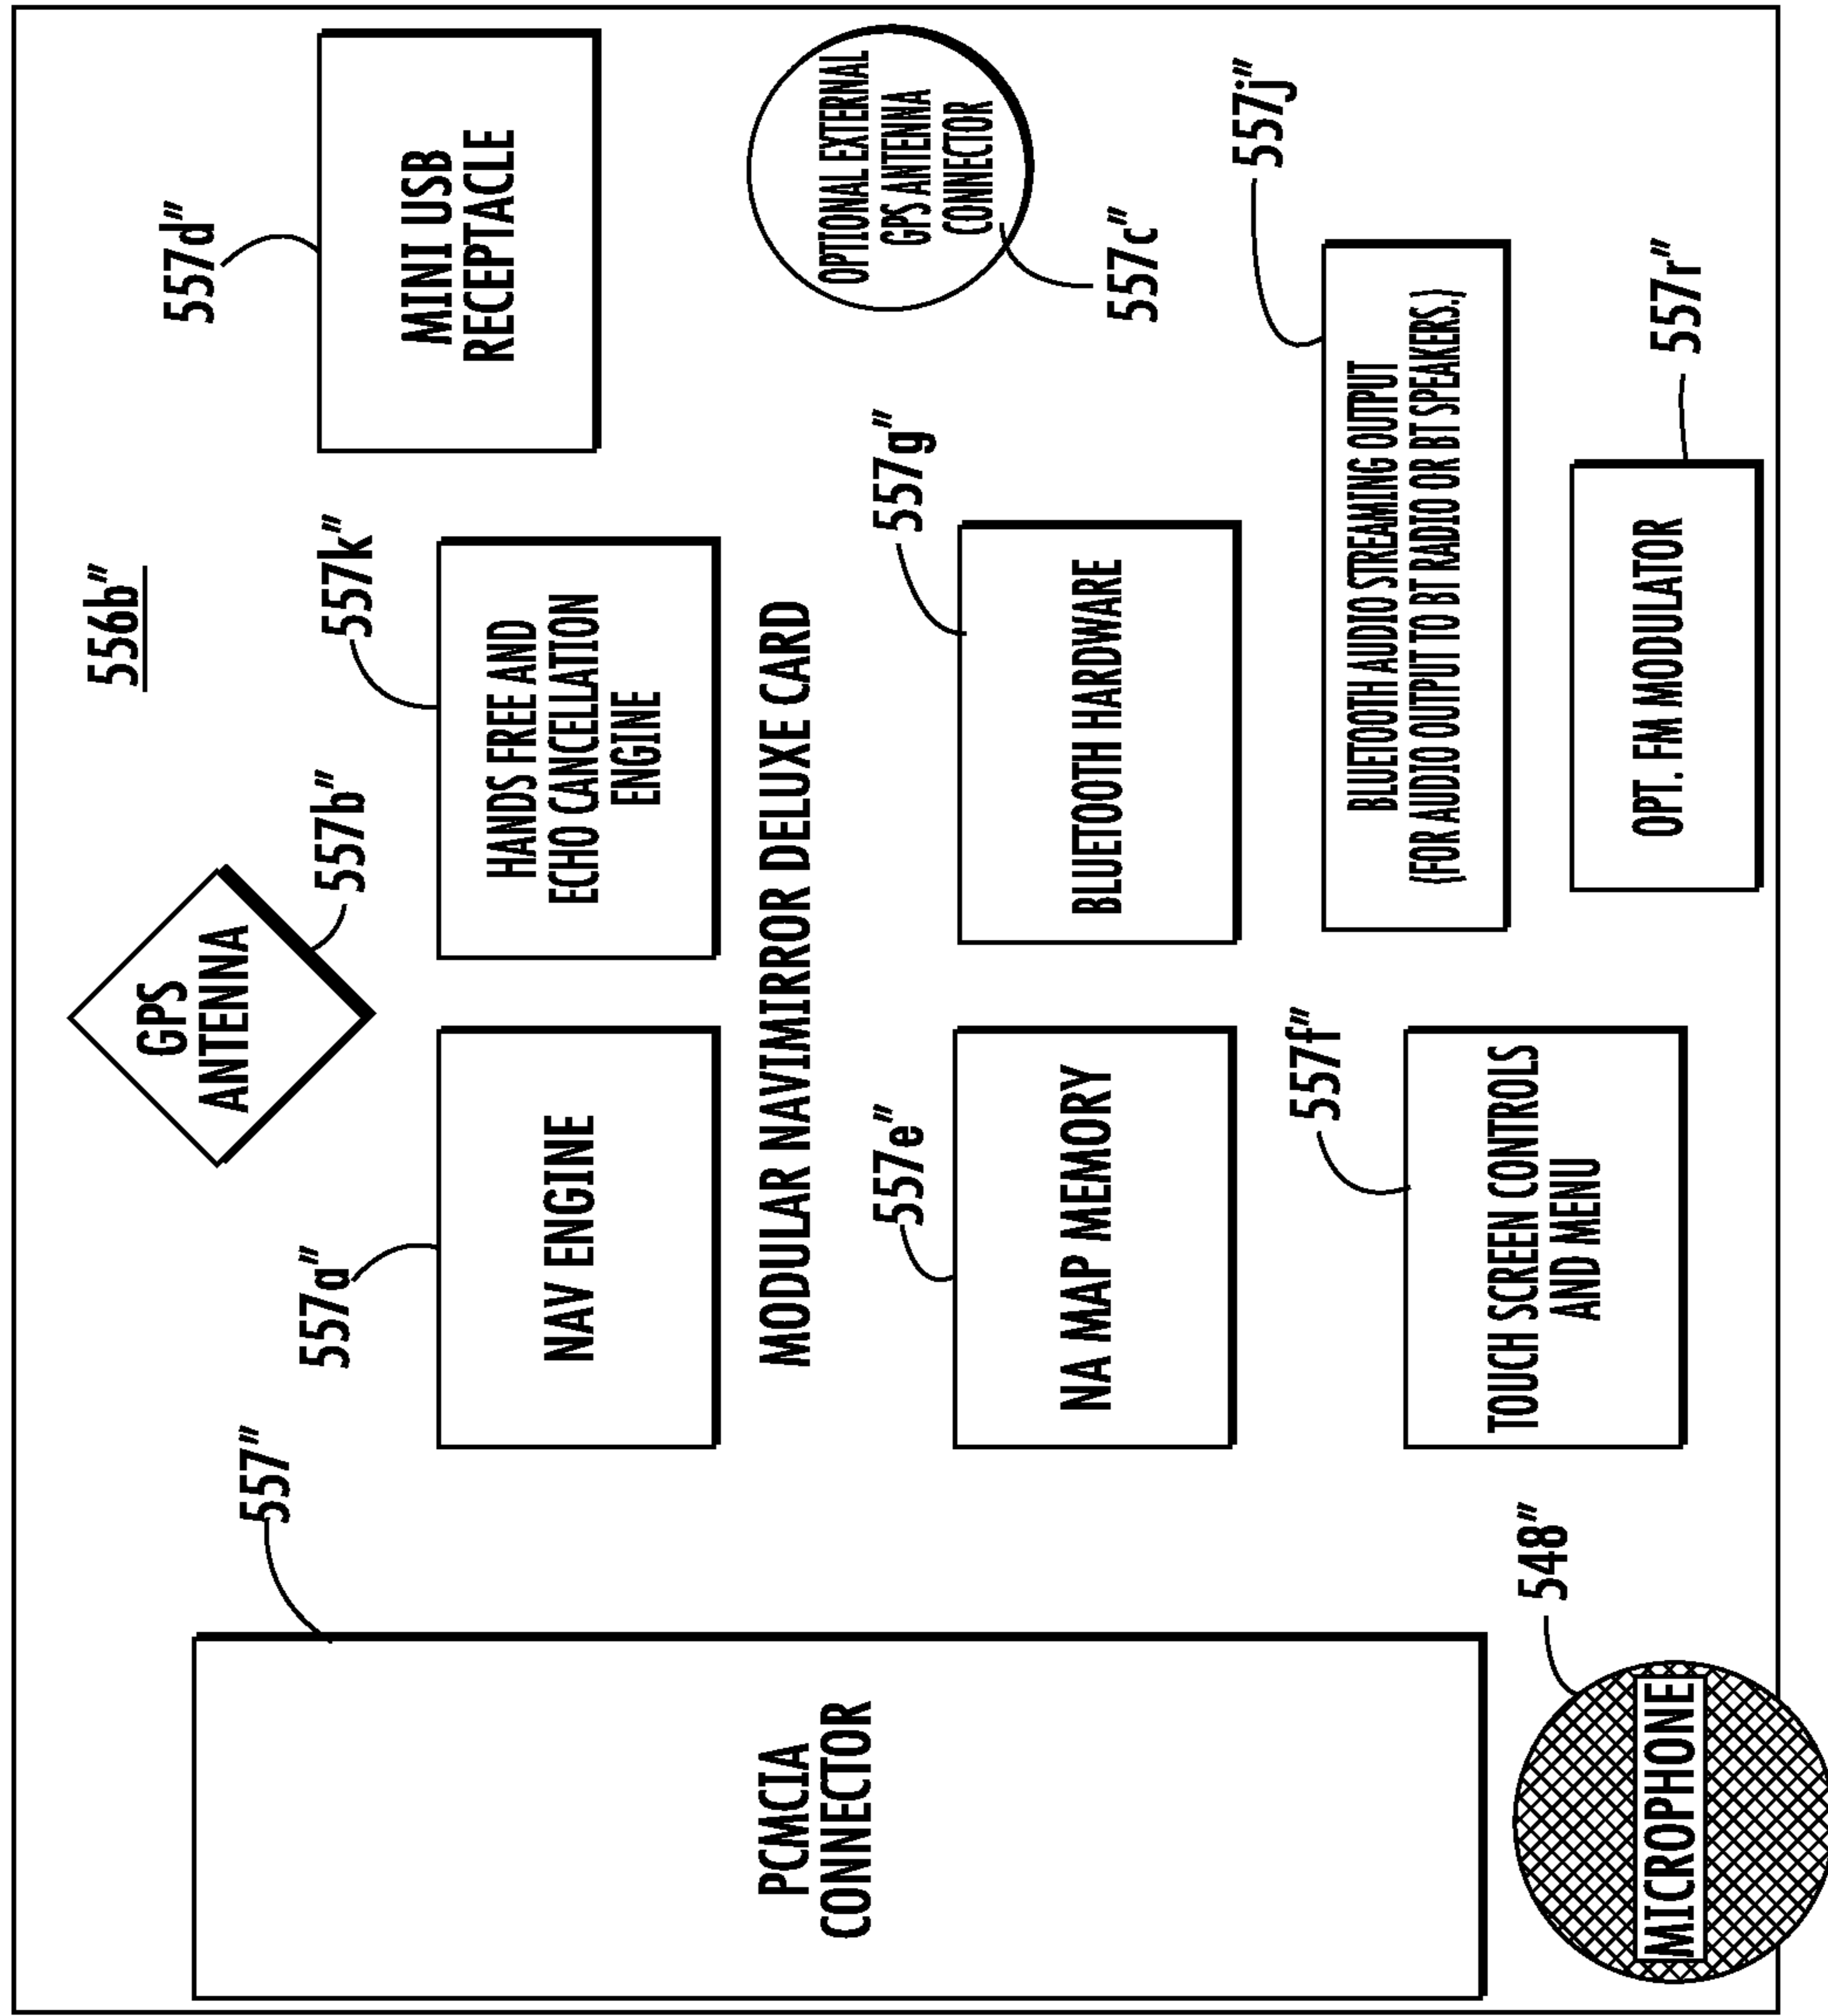 556b"
GPS
ANTENNA
557b"
557d"
MINI USB
RECEPTACLE
557"
PCMCIA
CONNECTOR
557a"
NAV ENGINE
557k"
HANDS FREE AND
ECHO CANCELLATION
ENGINE
MODULAR NAVIMIRROR DELUXE CARD
OPTIONAL EXTERNAL
GPS ANTENNA
CONNECTOR
557c"
557e"
NA MAP MEMORY
557g"
BLUETOOTH HARDWARE
557f"
TOUCH SCREEN CONTROLS
AND MENU
557j"
BLUETOOTH AUDIO STREAMING OUTPUT
(FOR AUDIO OUTPUT TO BT RADIO OR BT SPEAKERS.)
548"
MICROPHONE
OPT. FM MODULATOR
557r"